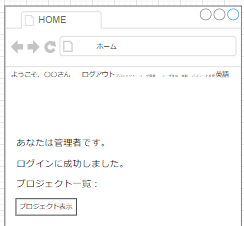 HOME
ホーム
ようこそ、〇〇さん ログアウト 英語
あなたは管理者です。
ログインに成功しました。
プロジェクト一覧：
プロジェクト表示